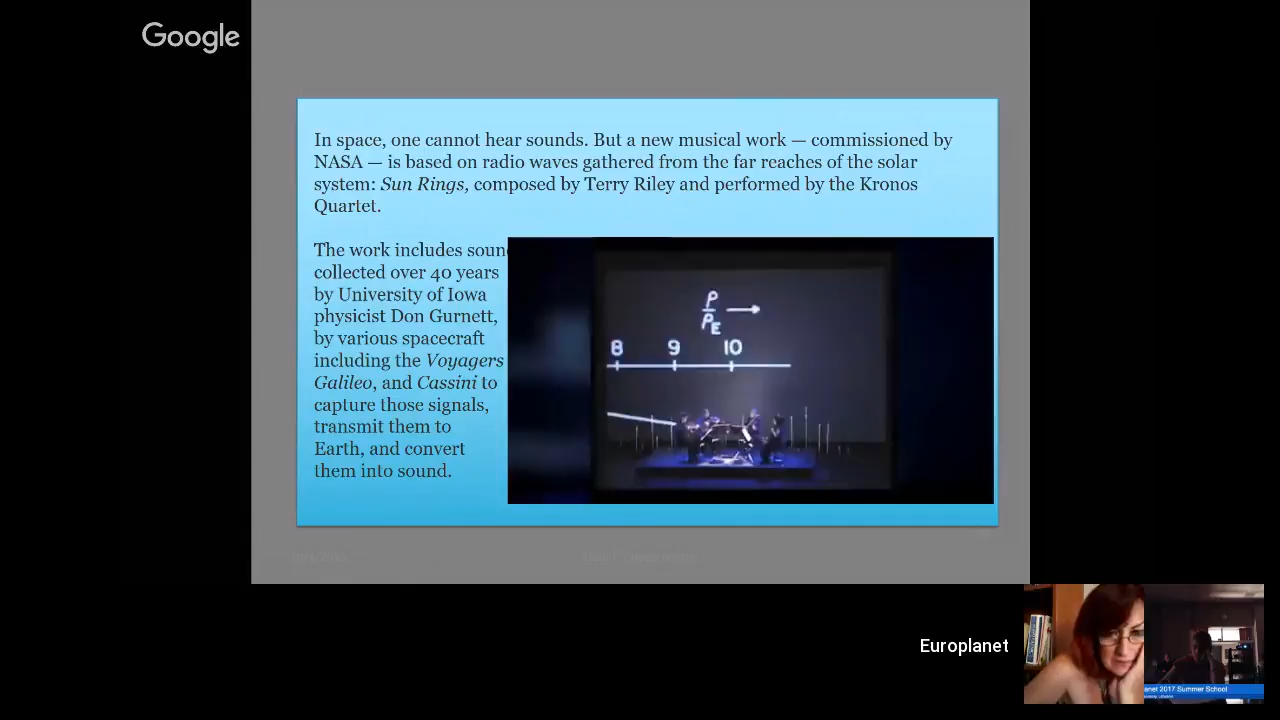 Google
In space, one cannot hear sounds. But a new musical work — commissioned by
NASA — is based on radio waves gathered from the far reaches of the solar
system: Sun Rings, composed by Terry Riley and performed by the Kronos
Quartet.
The work includes soun
collected over 40 years
by University of Iowa
physicist Don Gurnett,
by various spacecraft
including the Voyagers
Galileo, and Cassini to
capture those signals,
transmit them to
Earth, and convert
them into sound.
P
PE
8 9 10
Europlanet
anet 2017 Summer School